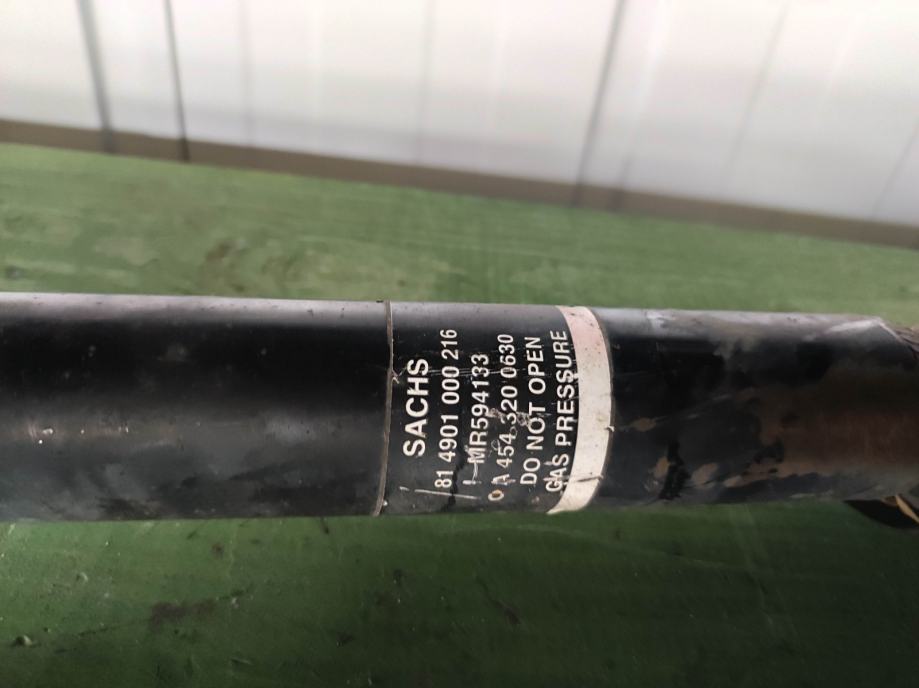 SACHS
81 4901 000 216
MR594133
A 454 320 0630
DO NOT OPEN
GAS PRESSURE